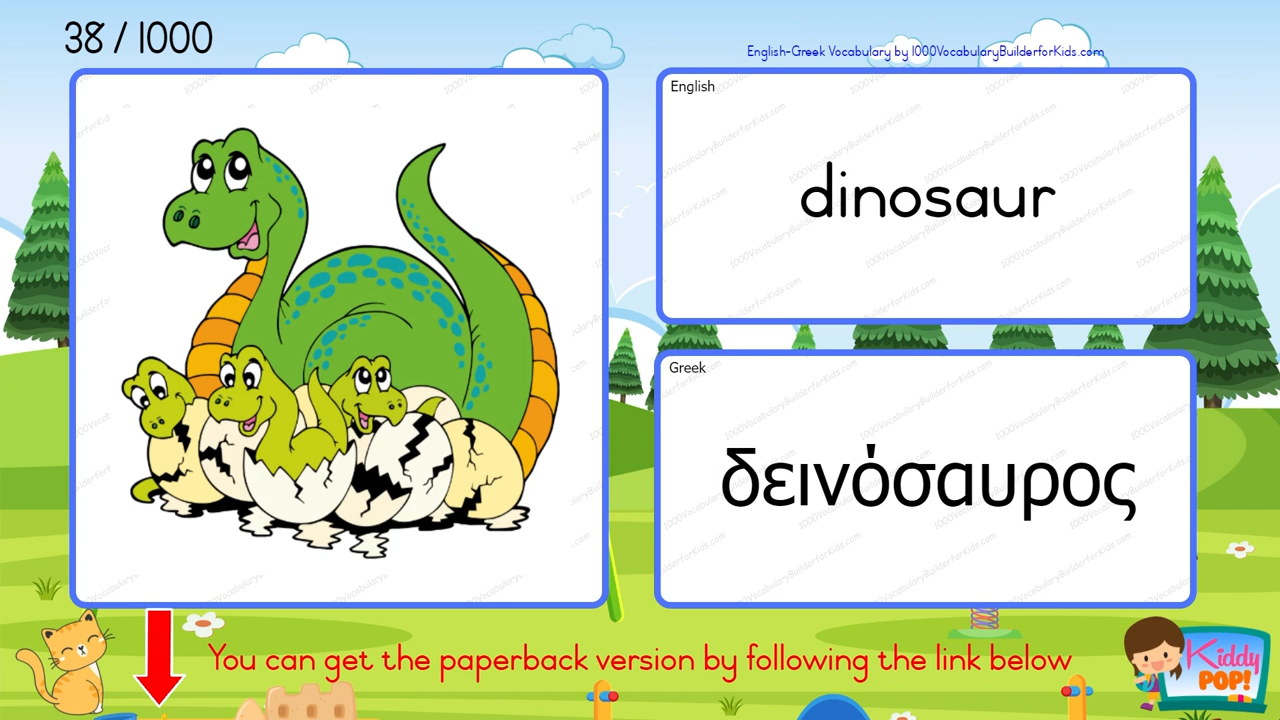 38 / 1000
English-Greek Vocabulary by 1000VocabularyBuilderforKids.com
English
dinosaur
Greek
δεινόσαυρος
You can get the paperback version by following the link below
Kiddy
POP!